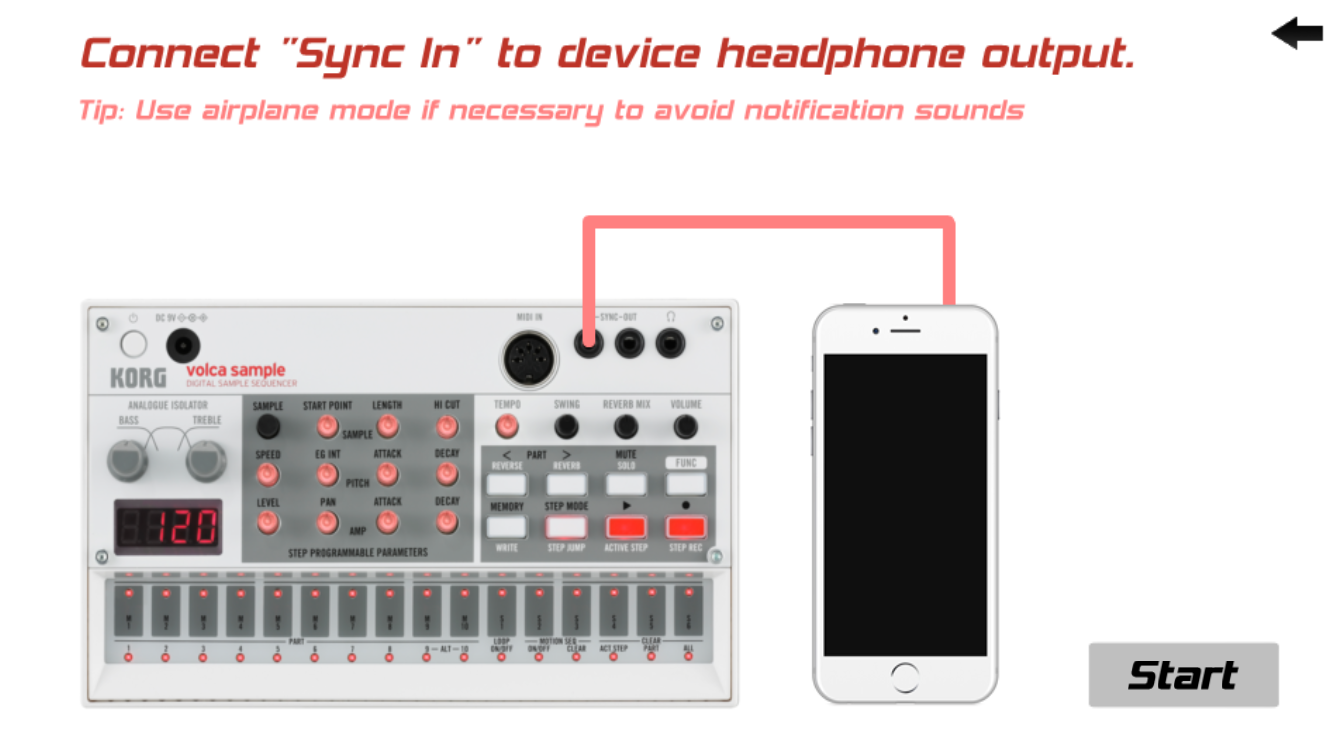 Connect "Sync In" to device headphone output.
Tip: Use airplane mode if necessary to avoid notification sounds
DC 9V
MIDI IN
-SYNC-OUT
KORG
volca sample
DIGITAL SAMPLE SEQUENCER
ANALOGUE ISOLATOR
BASS TREBLE
SAMPLE START POINT LENGTH HI CUT
SAMPLE
TEMPO SWING REVERB MIX VOLUME
SPEED EG INT ATTACK DECAY
PITCH
< PART > MUTE
REVERSE REVERB SOLO FUNC
LEVEL PAN ATTACK DECAY
AMP
MEMORY STEP MODE
120
STEP PROGRAMMABLE PARAMETERS
WRITE STEP JUMP ACTIVE STEP STEP REC
PART LOOP MOTION SEQ CLEAR
1 2 3 4 5 6 7 8 9 - ALT - 10 ON/OFF ON/OFF CLEAR ACT STEP PART ALL
Start